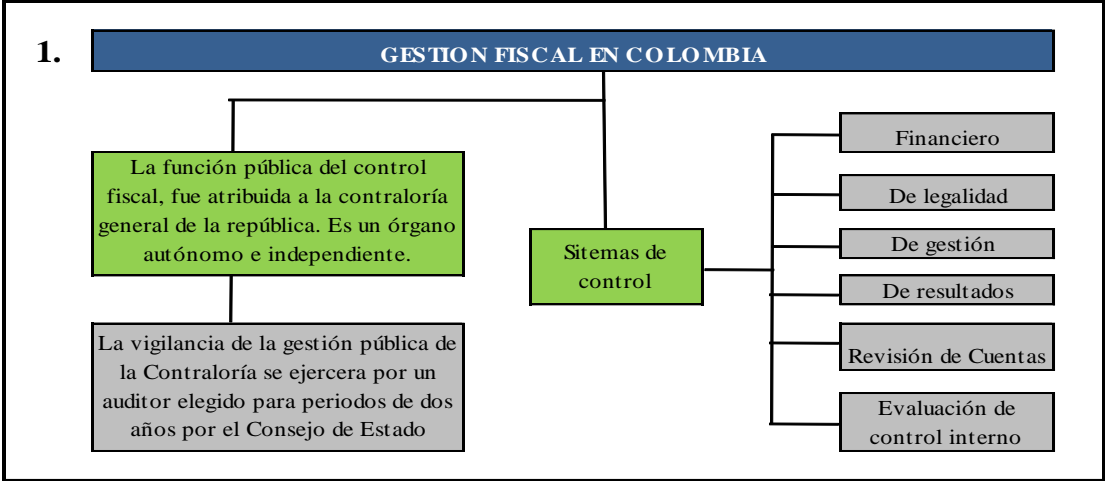 1.
GESTION FISCAL EN COLOMBIA
La función pública del control
fiscal, fue atribuida a la contraloría
general de la república. Es un órgano
autónomo e independiente.
La vigilancia de la gestión pública de
la Contraloría se ejercera por un
auditor elegido para periodos de dos
años por el Consejo de Estado
Sitemas de
control
Financiero
De legalidad
De gestión
De resultados
Revisión de Cuentas
Evaluación de
control interno